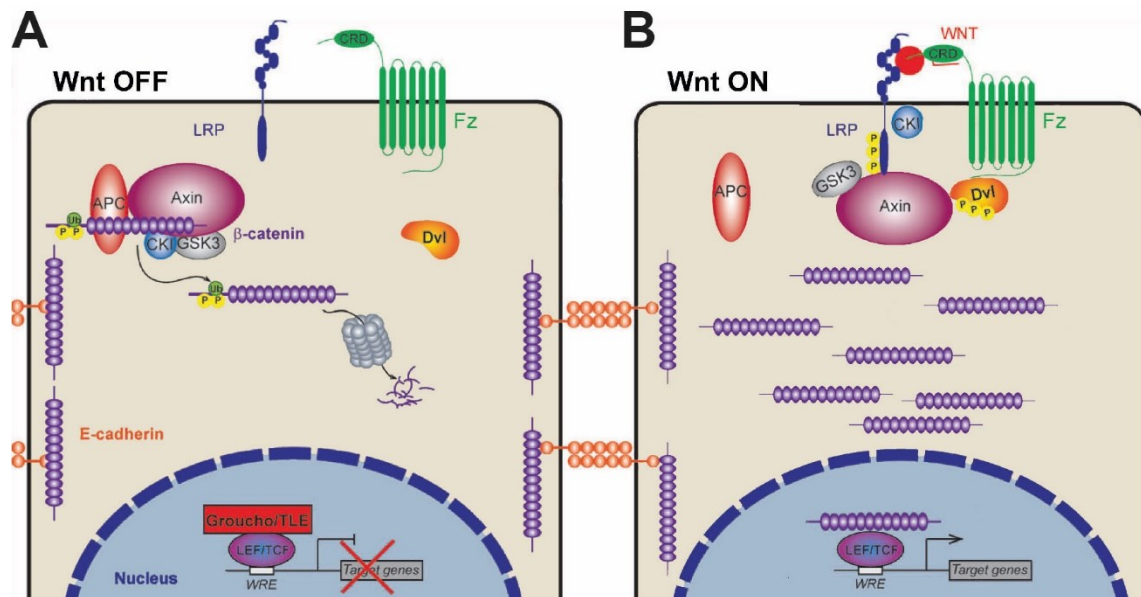 A
Wnt OFF
CRD
LRP
Fz
APC
Axin
Ub
P P
CKI
GSK3
β-catenin
Dvl
Ub
P P
E-cadherin
Groucho/TLE
LEF/TCF
Nucleus
WRE
Target genes
B
Wnt ON
WNT
CRD
LRP
CKI
Fz
P
P
P
GSK3
APC
Axin
Dvl
P P P
LEF/TCF
WRE
Target genes